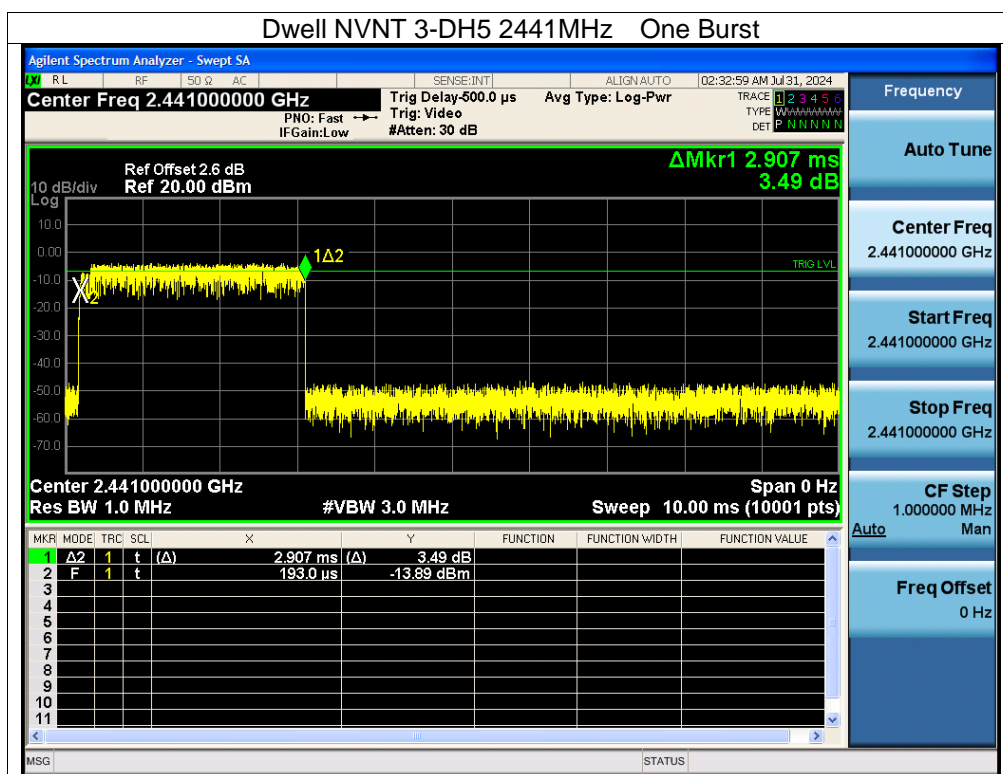 Dwell NVNT 3-DH5 2441MHz One Burst
Agilent Spectrum Analyzer - Swept SA
LXI RL RF 50 Ω AC SENSE:INT ALIGN AUTO 02:32:59 AM Jul 31, 2024
Center Freq 2.441000000 GHz
PNO: Fast
IFGain:Low
Trig Delay-500.0 µs
Trig: Video
#Atten: 30 dB
Avg Type: Log-Pwr
TRACE 1 2 3 4 5 6
TYPE WWWWWW
DET P N N N N N
ΔMkr1 2.907 ms
3.49 dB
Ref Offset 2.6 dB
10 dB/div Ref 20.00 dBm
Log
10.0
0.00
-10.0
-20.0
-30.0
-40.0
-50.0
-60.0
-70.0
1Δ2
TRIG LVL
X2
Center 2.441000000 GHz Span 0 Hz
Res BW 1.0 MHz #VBW 3.0 MHz Sweep 10.00 ms (10001 pts)
MKR MODE TRC SCL X Y FUNCTION FUNCTION WIDTH FUNCTION VALUE
1 Δ2 1 t (Δ) 2.907 ms (Δ) 3.49 dB
2 F 1 t 193.0 µs -13.89 dBm
3
4
5
6
7
8
9
10
11
MSG STATUS
Frequency
Auto Tune
Center Freq
2.441000000 GHz
Start Freq
2.441000000 GHz
Stop Freq
2.441000000 GHz
CF Step
1.000000 MHz
Auto Man
Freq Offset
0 Hz